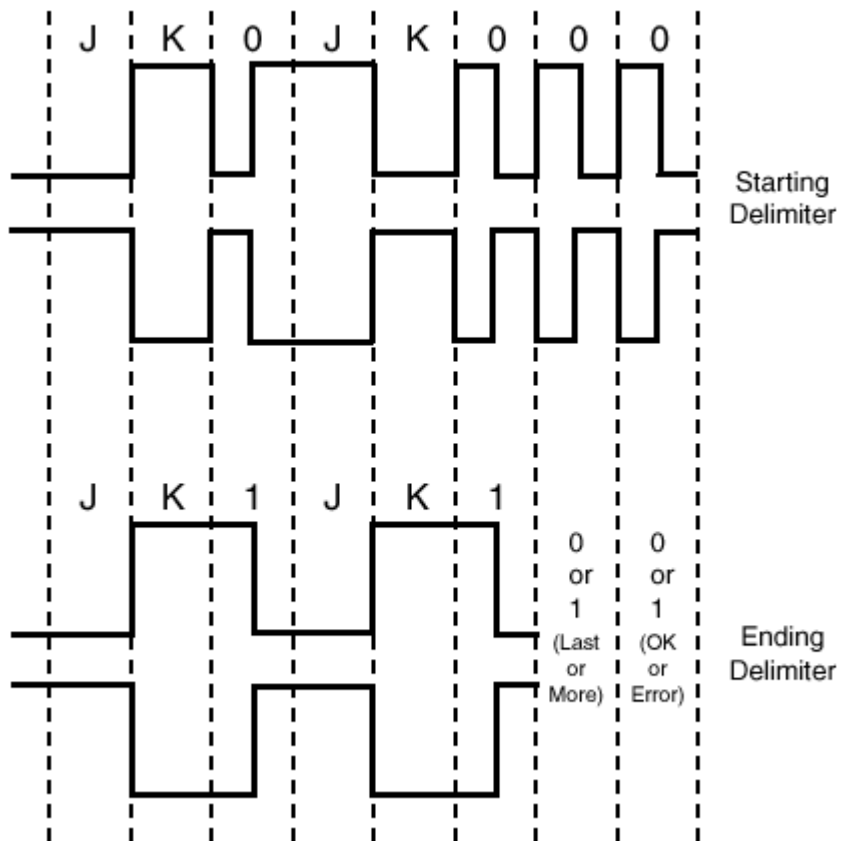 J K 0 J K 0 0 0
Starting
Delimiter
J K 1 J K 1
0
or
1
(Last
or
More)
0
or
1
(OK
or
Error)
Ending
Delimiter